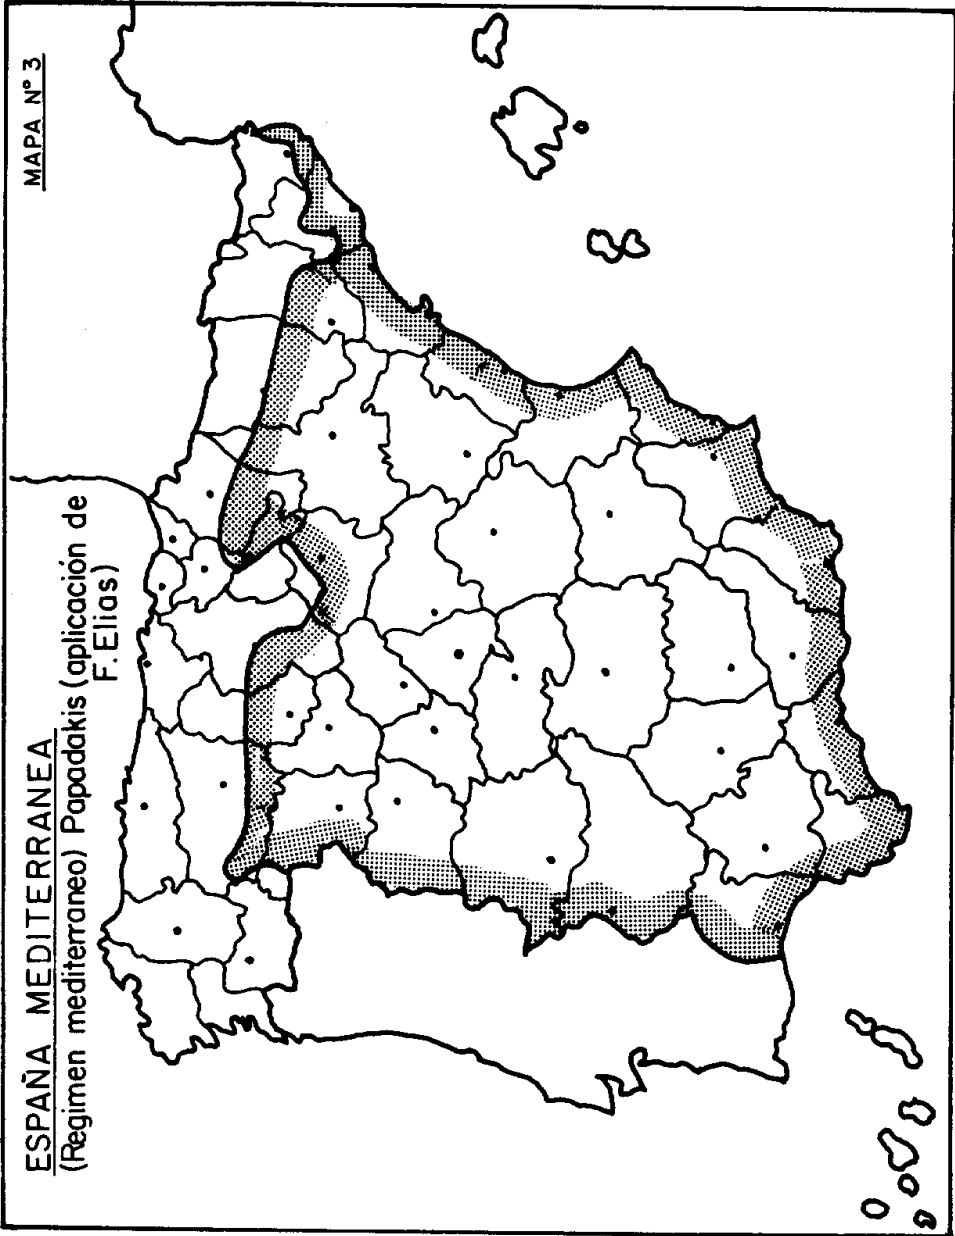 MAPA Nº 3
ESPAÑA MEDITERRANEA
(Regimen mediterraneo) Papadakis (aplicación de
F. Elias)